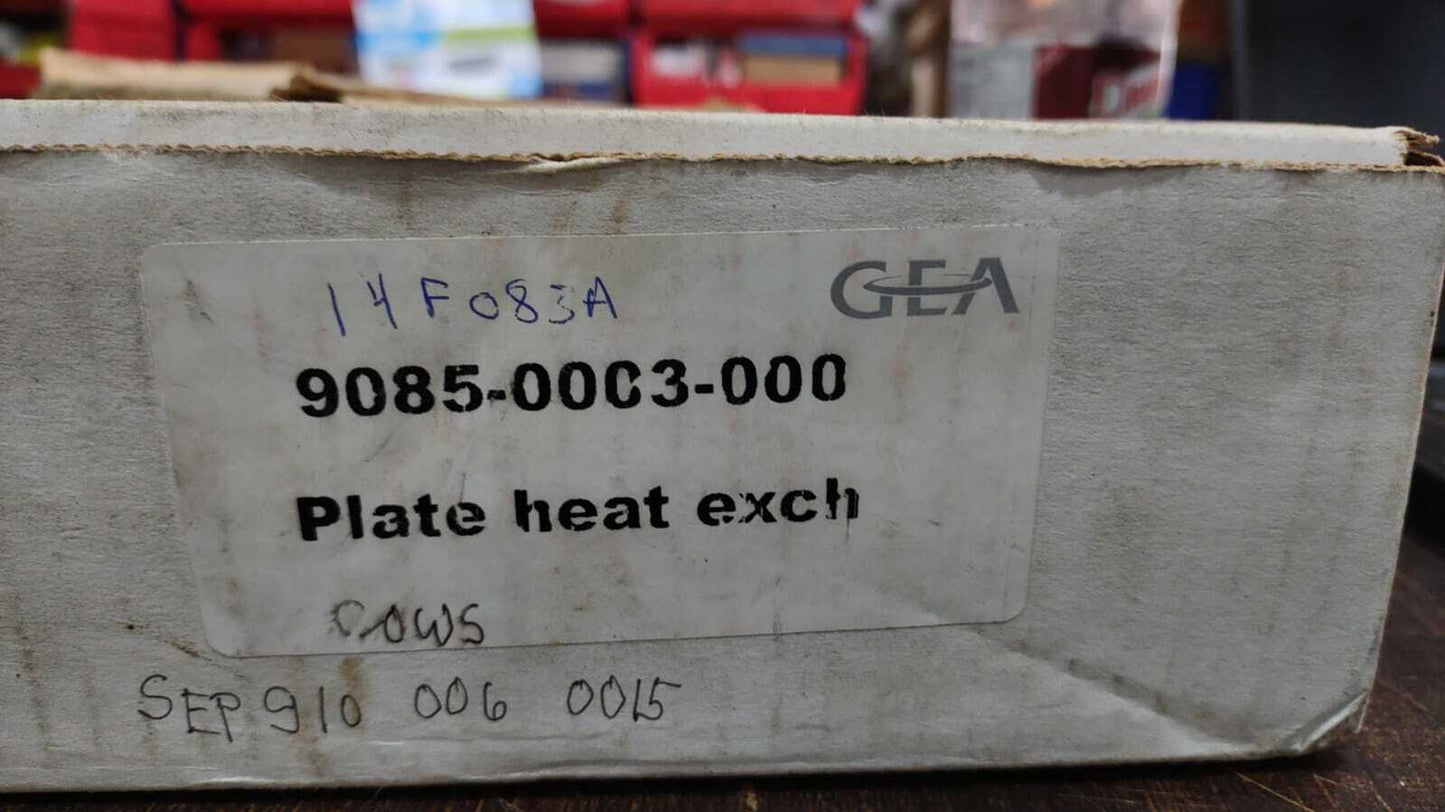 14F083A
GEA
9085-0003-000
Plate heat exch
COWS
SEP 910 006 0015